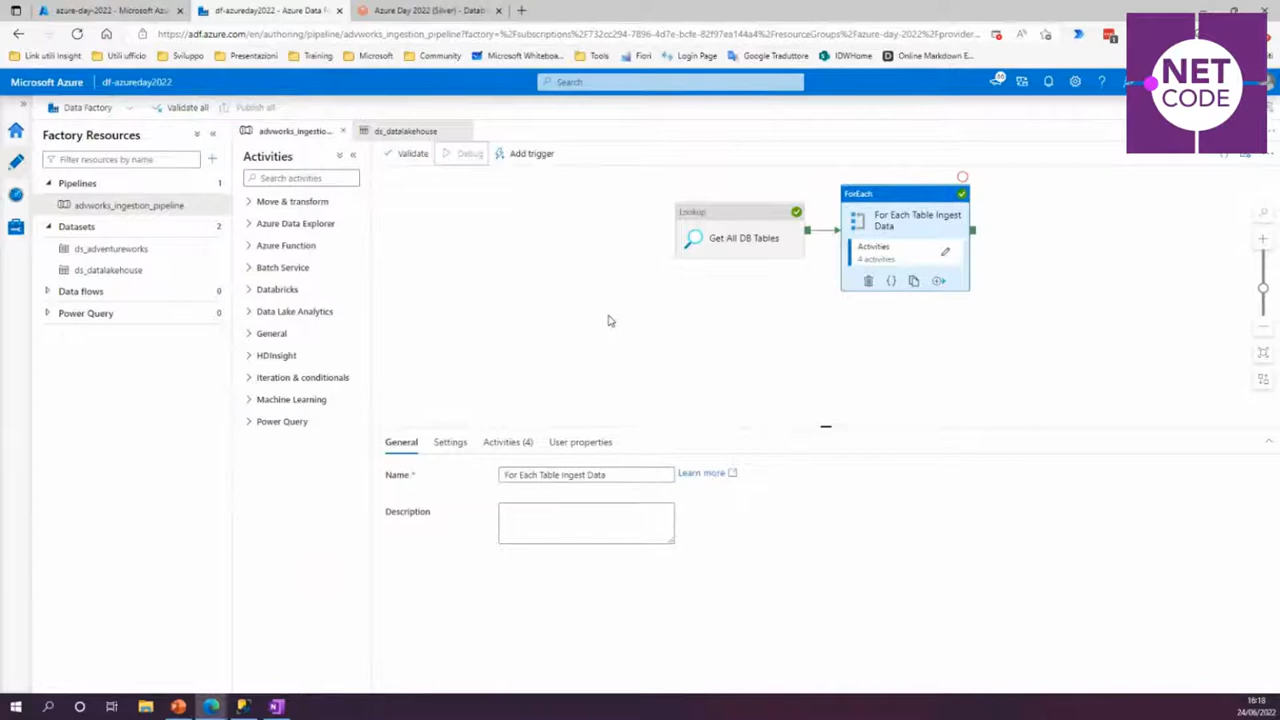 azure-day-2022 - Microsoft Az
df-azureday2022 - Azure Data F
Azure Day 2022 (Silver) - Datab
https://adf.azure.com/en/authoring/pipeline/advworks_ingestion_pipeline?factory=%2Fsubscriptions%2F732cc294-7896-4d7e-bcfe-82f97ea144a4%2FresourceGroups%2Fazure-day-2022%2Fprovider...
Link util Insight
Uti ufficio
Sviluppo
Presentazioni
Training
Microsoft
Community
Microsoft Whiteboa...
Tools
Fiori
Google Traduttore
IDWHome
Online Markdown E...
NET
CODE
Microsoft Azure
df-azureday2022
Search
Data Factory
Validate all
Publish all
Factory Resources
Filter resources by name
Pipelines 1
advworks_ingestion_pipeline
Datasets 2
ds_adventureworks
ds_datalakehouse
Data flows 0
Power Query 0
advworks_ingestio...
ds_datalakehouse
Activities
Search activities
Move & transform
Azure Data Explorer
Azure Function
Batch Service
Databricks
Data Lake Analytics
General
HDInsight
Iteration & conditionals
Machine Learning
Power Query
Validate
Debug
Add trigger
Lookup
Get All DB Tables
ForEach
For Each Table Ingest
Data
Activities
4 activities
General
Settings
Activities (4)
User properties
Name *
For Each Table Ingest Data
Learn more
Description
16:18
24/06/2022